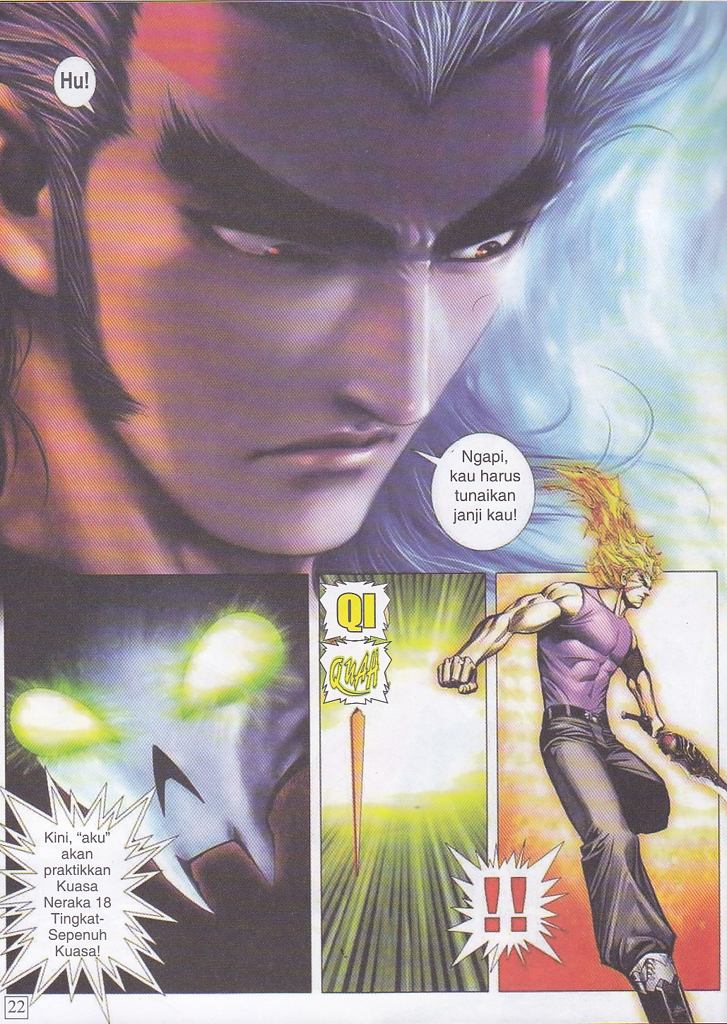 Hu!
Ngapi,
kau harus
tunaikan
janji kau!
QI
QUAH
Kini, "aku"
akan
praktikkan
Kuasa
Neraka 18
Tingkat-
Sepenuh
Kuasa!
!!
22